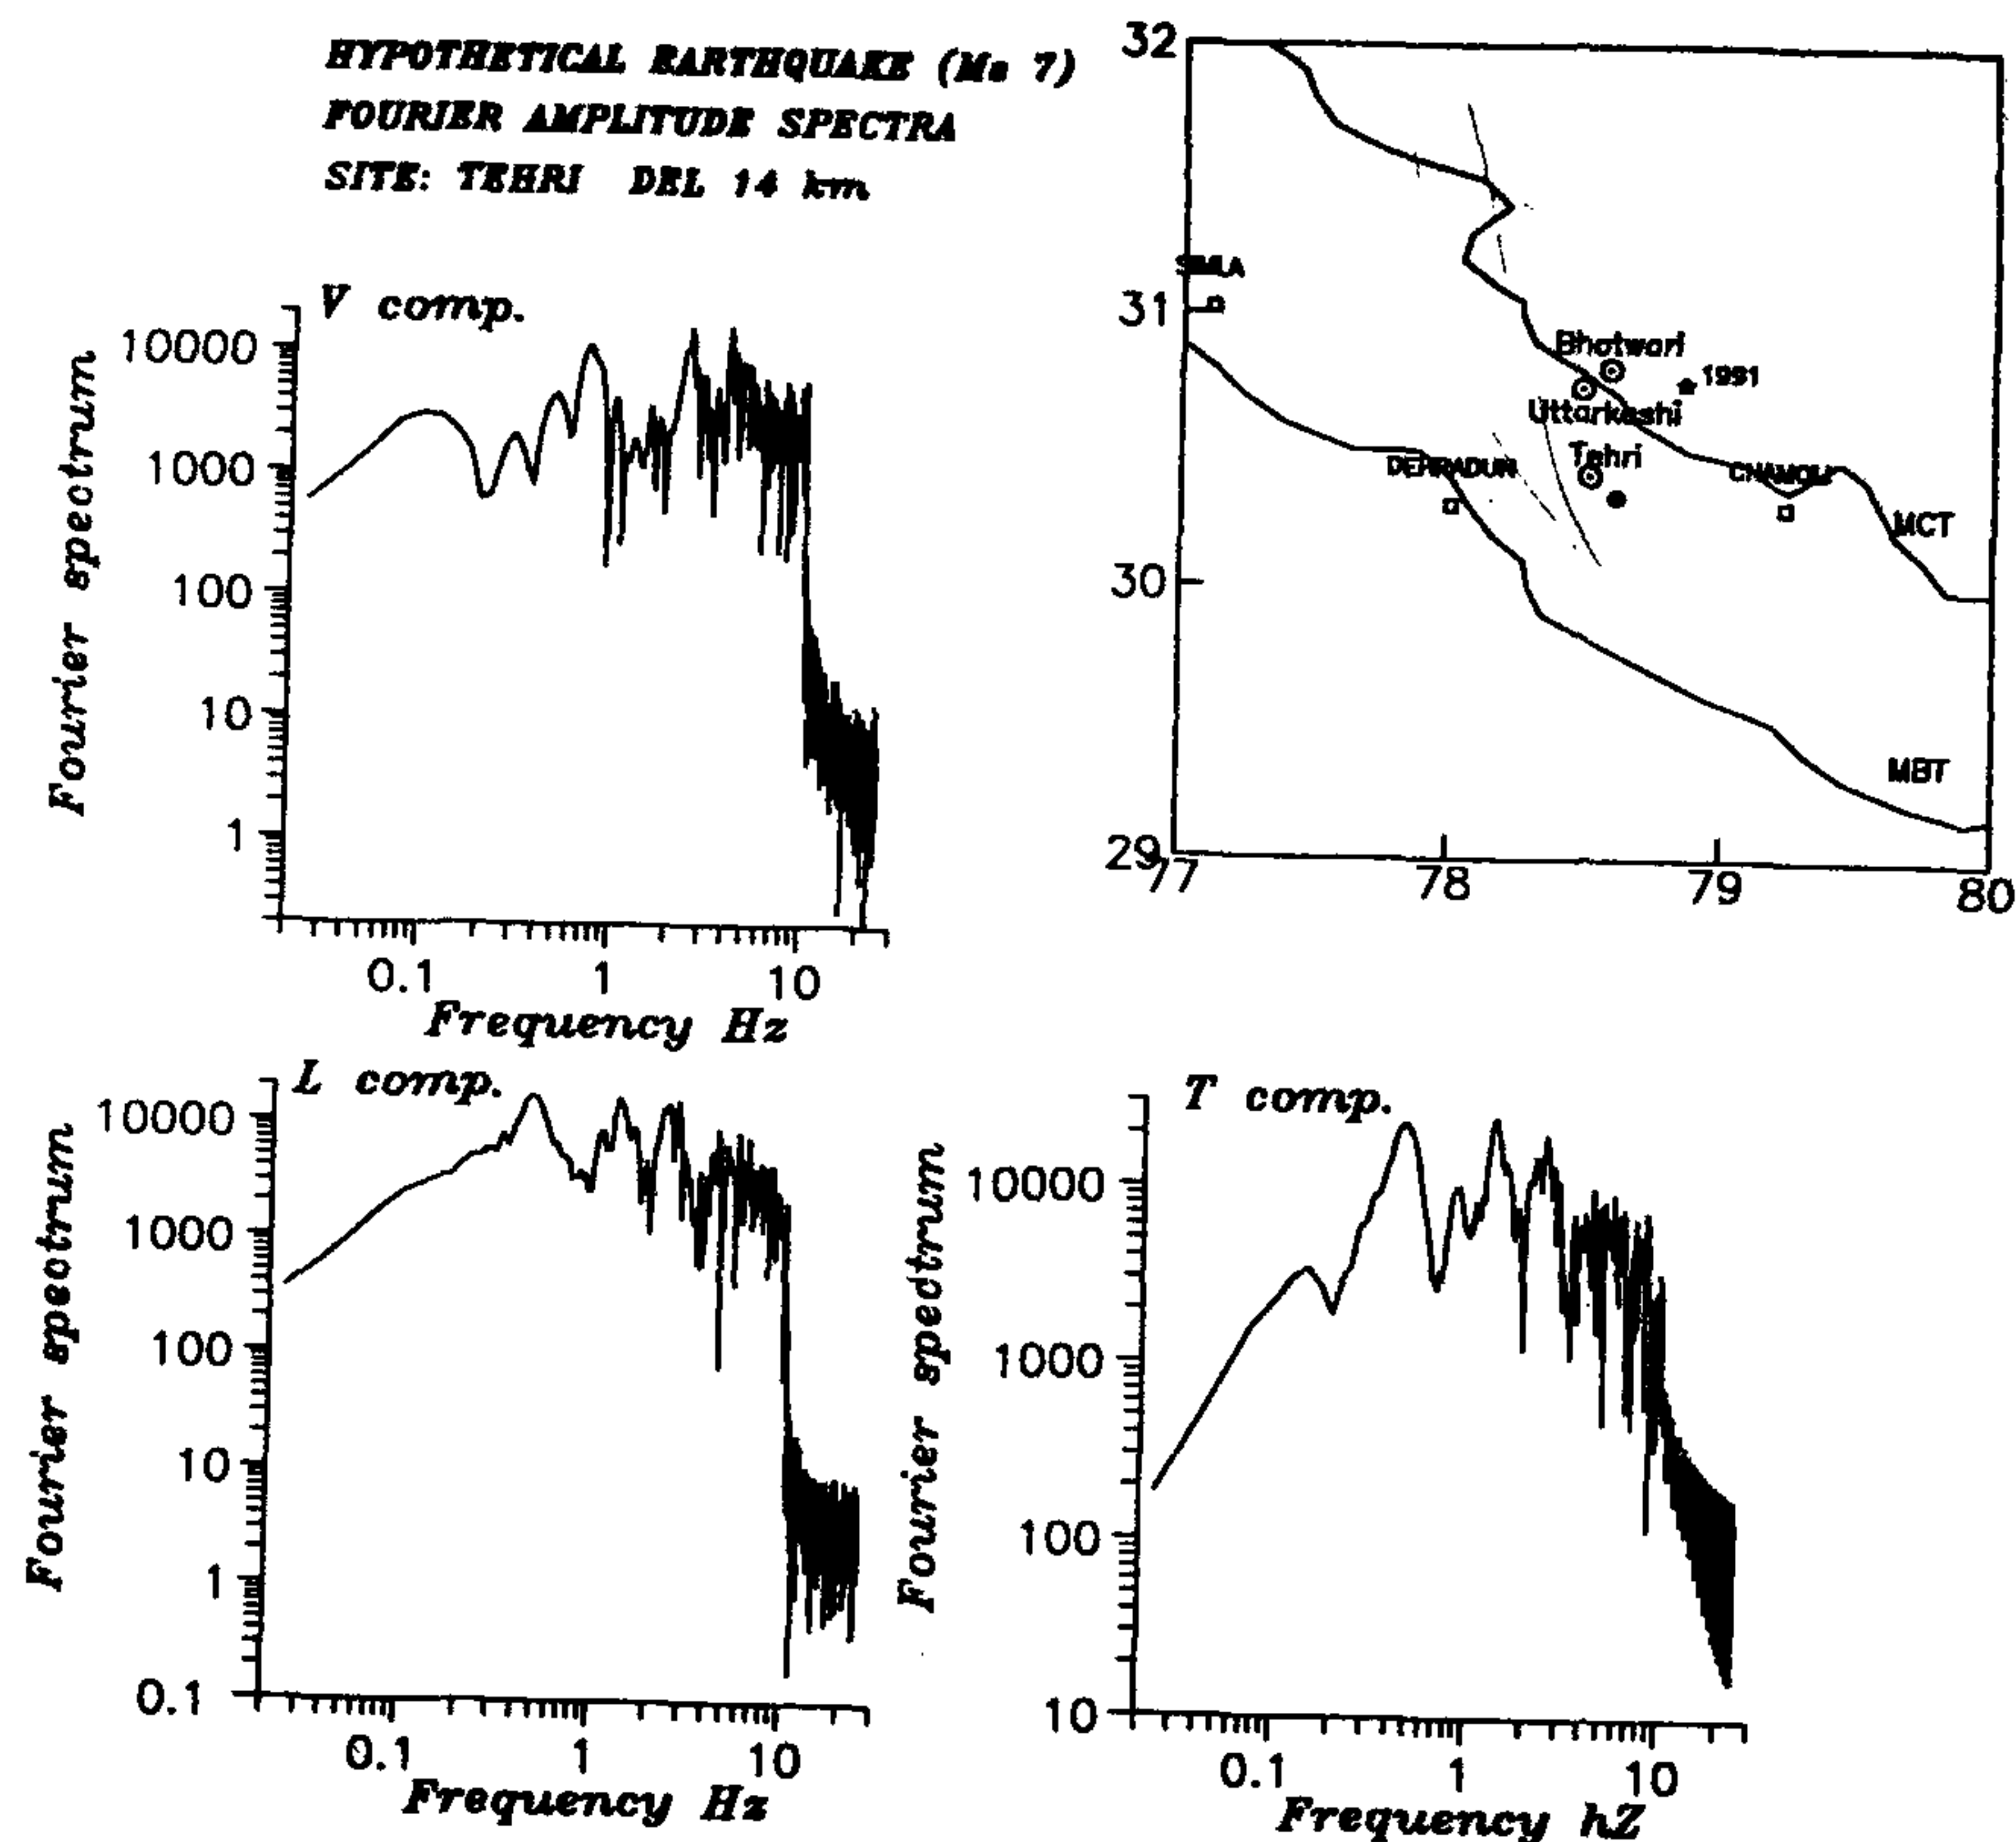 HYPOTHETICAL EARTHQUAKE (Ms 7)
FOURIER AMPLITUDE SPECTRA
SITE: TEHRI DEL 14 km
V comp.
Fourier spectrum
10000
1000
100
10
1
0.1
1
10
Frequency Hz
32
31
30
29
77
78
79
80
SIMLA
Bhatwari
1991
Uttarkashi
Tehri
DEHRADUN
CHAMOLI
MCT
MBT
L comp.
Fourier spectrum
10000
1000
100
10
1
0.1
0.1
1
10
Frequency Hz
T comp.
Fourier spectrum
10000
1000
100
10
0.1
1
10
Frequency hZ